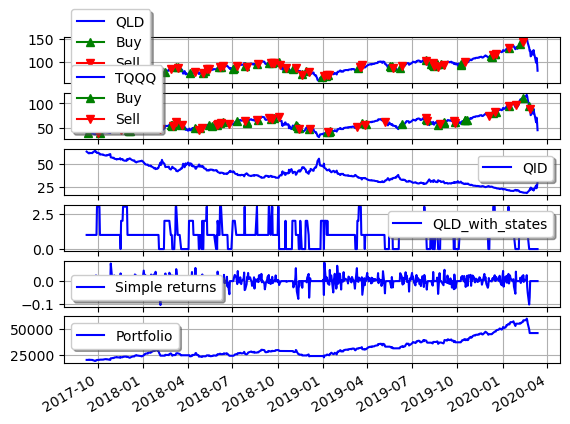 QLD
Buy
Sell
150
100
TQQQ
Buy
Sell
100
50
QID
50
25
QLD_with_states
2.5
0.0
Simple returns
0.0
−0.1
Portfolio
50000
25000
2017-10
2018-01
2018-04
2018-07
2018-10
2019-01
2019-04
2019-07
2019-10
2020-01
2020-04